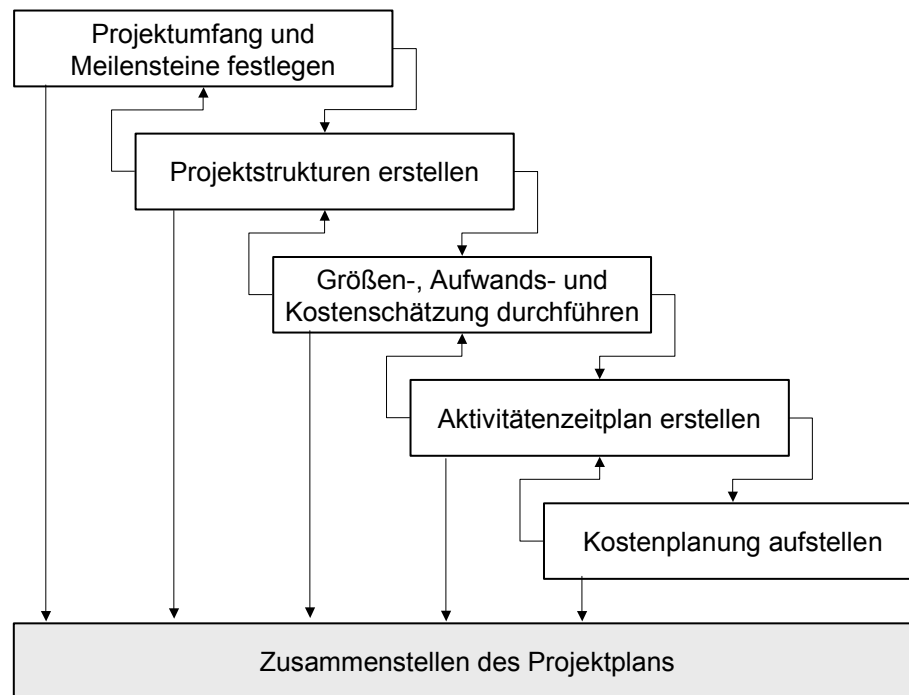 Projektumfang und
Meilensteine festlegen
Projektstrukturen erstellen
Größen-, Aufwands- und
Kostenschätzung durchführen
Aktivitätenzeitplan erstellen
Kostenplanung aufstellen
Zusammenstellen des Projektplans